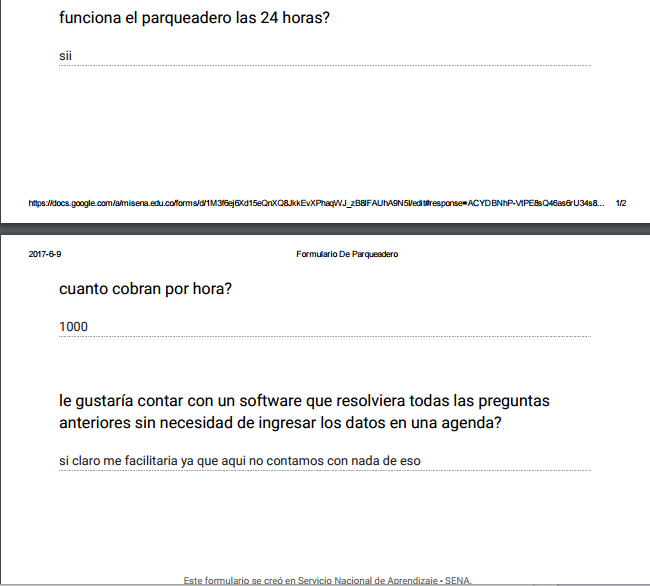 funciona el parqueadero las 24 horas?
sii
https://docs.google.com/a/misena.edu.co/forms/d/1M3f6ej6Xd15eQnXQ8JkkEvXPhaqWJ_zB8lFAUhA9N5I/edit#response=ACYDBNhP-VtPE8sQ46as6rU34s8... 1/2
2017-6-9 Formulario De Parqueadero
cuanto cobran por hora?
1000
le gustaría contar con un software que resolviera todas las preguntas
anteriores sin necesidad de ingresar los datos en una agenda?
si claro me facilitaria ya que aqui no contamos con nada de eso
Este formulario se creó en Servicio Nacional de Aprendizaje - SENA.